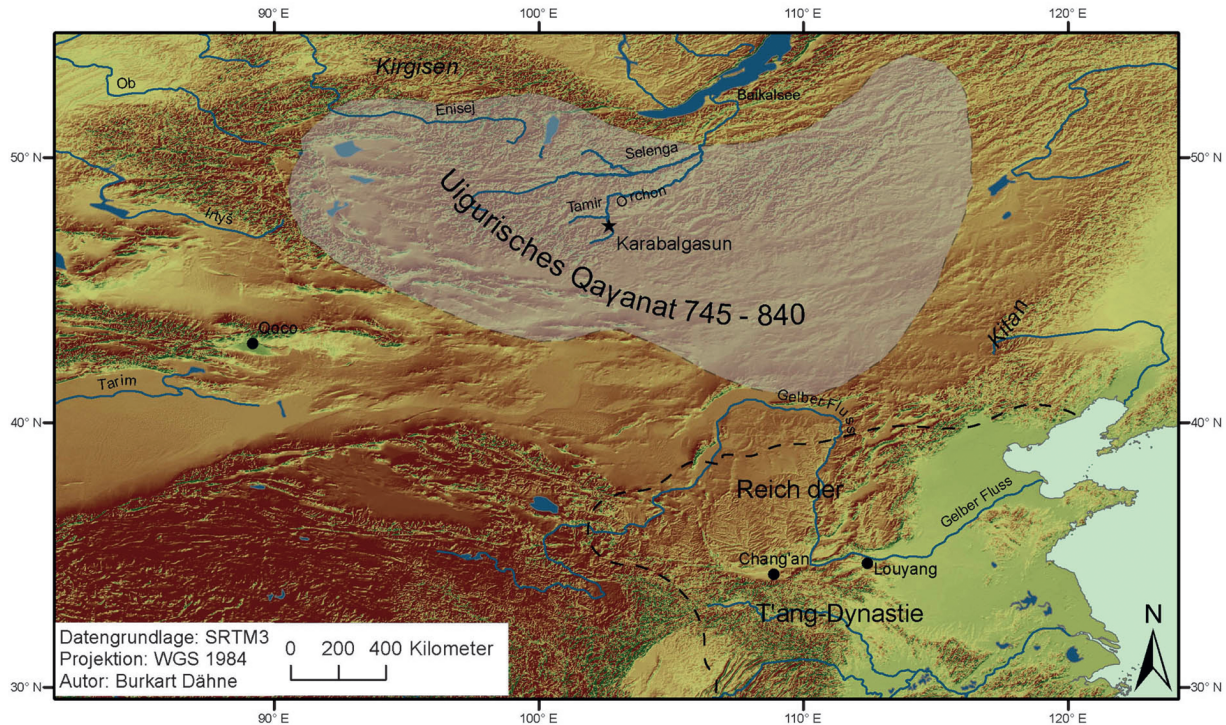 90° E 100° E 110° E 120° E
Kirgisen
Ob
Baikalsee
Enisej
50° N 50° N
Selenga
Tamir Orchon
Irtyš
Karabalgasun
Uigurisches Qaγanat 745 - 840
Kitan
Qočo
Tarim
Gelber Fluss
40° N 40° N
Reich der
Gelber Fluss
Chang'an
Louyang
T'ang-Dynastie
N
Datengrundlage: SRTM3
Projektion: WGS 1984
Autor: Burkart Dähne
0 200 400 Kilometer
30° N 30° N
90° E 100° E 110° E 120° E